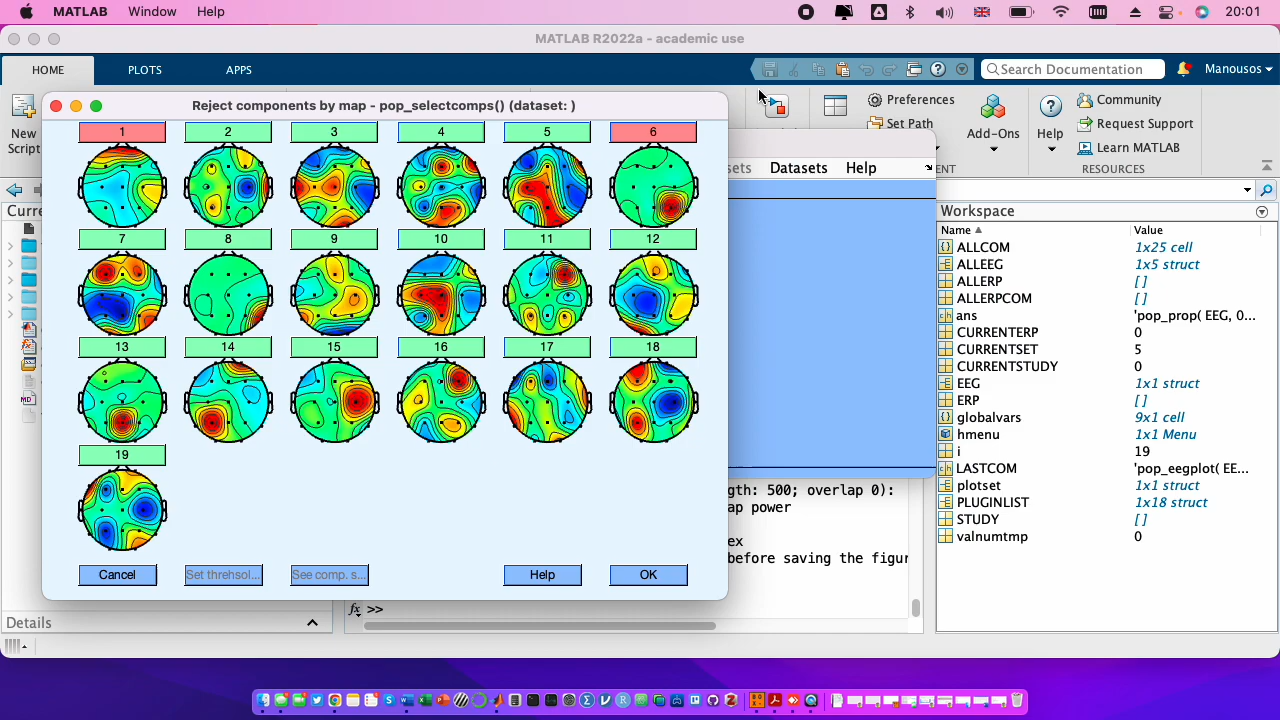 MATLAB Window Help 20:01
MATLAB R2022a - academic use
HOME PLOTS APPS Search Documentation Manousos
Reject components by map - pop_selectcomps() (dataset: )
New
Script
Preferences
Set Path
Add-Ons
Help
Community
Request Support
Learn MATLAB
ENT RESOURCES
sets Datasets Help
Curre
1 2 3 4 5 6
7 8 9 10 11 12
13 14 15 16 17 18
19
Cancel Set threhsol... See comp. s... Help OK
gth: 500; overlap 0):
ap power
ex
before saving the figur
fx >>
Details
Workspace
Name Value
ALLCOM 1x25 cell
ALLEEG 1x5 struct
ALLERP []
ALLERPCOM []
ans 'pop_prop( EEG, 0...
CURRENTERP 0
CURRENTSET 5
CURRENTSTUDY 0
EEG 1x1 struct
ERP []
globalvars 9x1 cell
hmenu 1x1 Menu
i 19
LASTCOM 'pop_eegplot( EE...
plotset 1x1 struct
PLUGINLIST 1x18 struct
STUDY []
valnumtmp 0